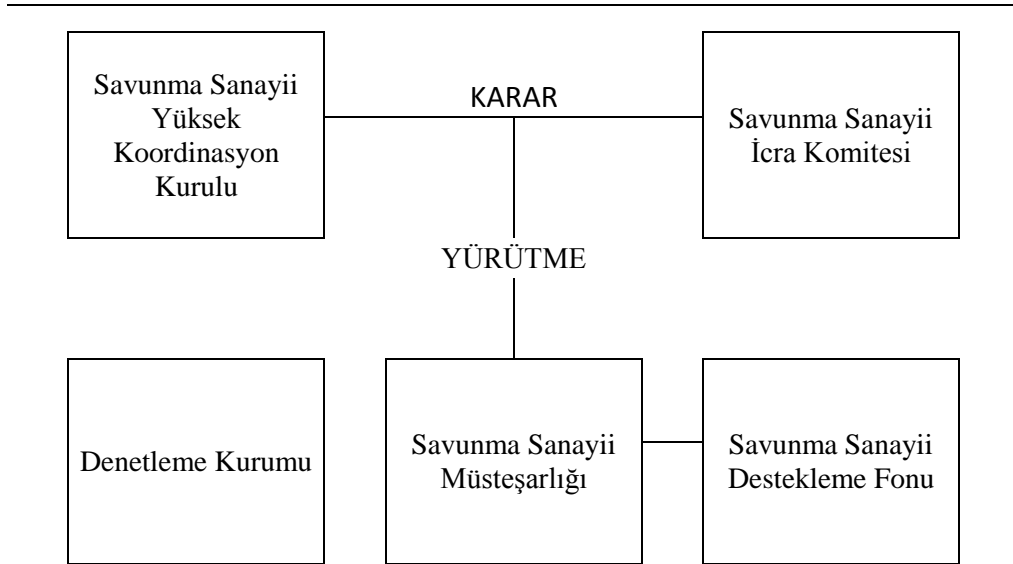 Savunma Sanayii
Yüksek
Koordinasyon
Kurulu
KARAR
Savunma Sanayii
İcra Komitesi
YÜRÜTME
Denetleme Kurumu
Savunma Sanayii
Müsteşarlığı
Savunma Sanayii
Destekleme Fonu